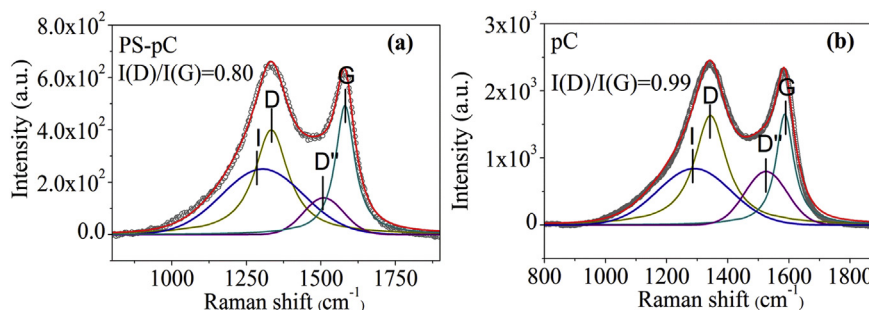 PS-pC
(a)
I(D)/I(G)=0.80
8.0x10²
6.0x10²
4.0x10²
2.0x10²
0.0
Intensity (a.u.)
I
D
D"
G
1000
1250
1500
1750
Raman shift (cm⁻¹)
pC
(b)
I(D)/I(G)=0.99
3x10³
2x10³
1x10³
0
Intensity (a.u.)
I
D
D"
G
800
1000
1200
1400
1600
1800
Raman shift (cm⁻¹)